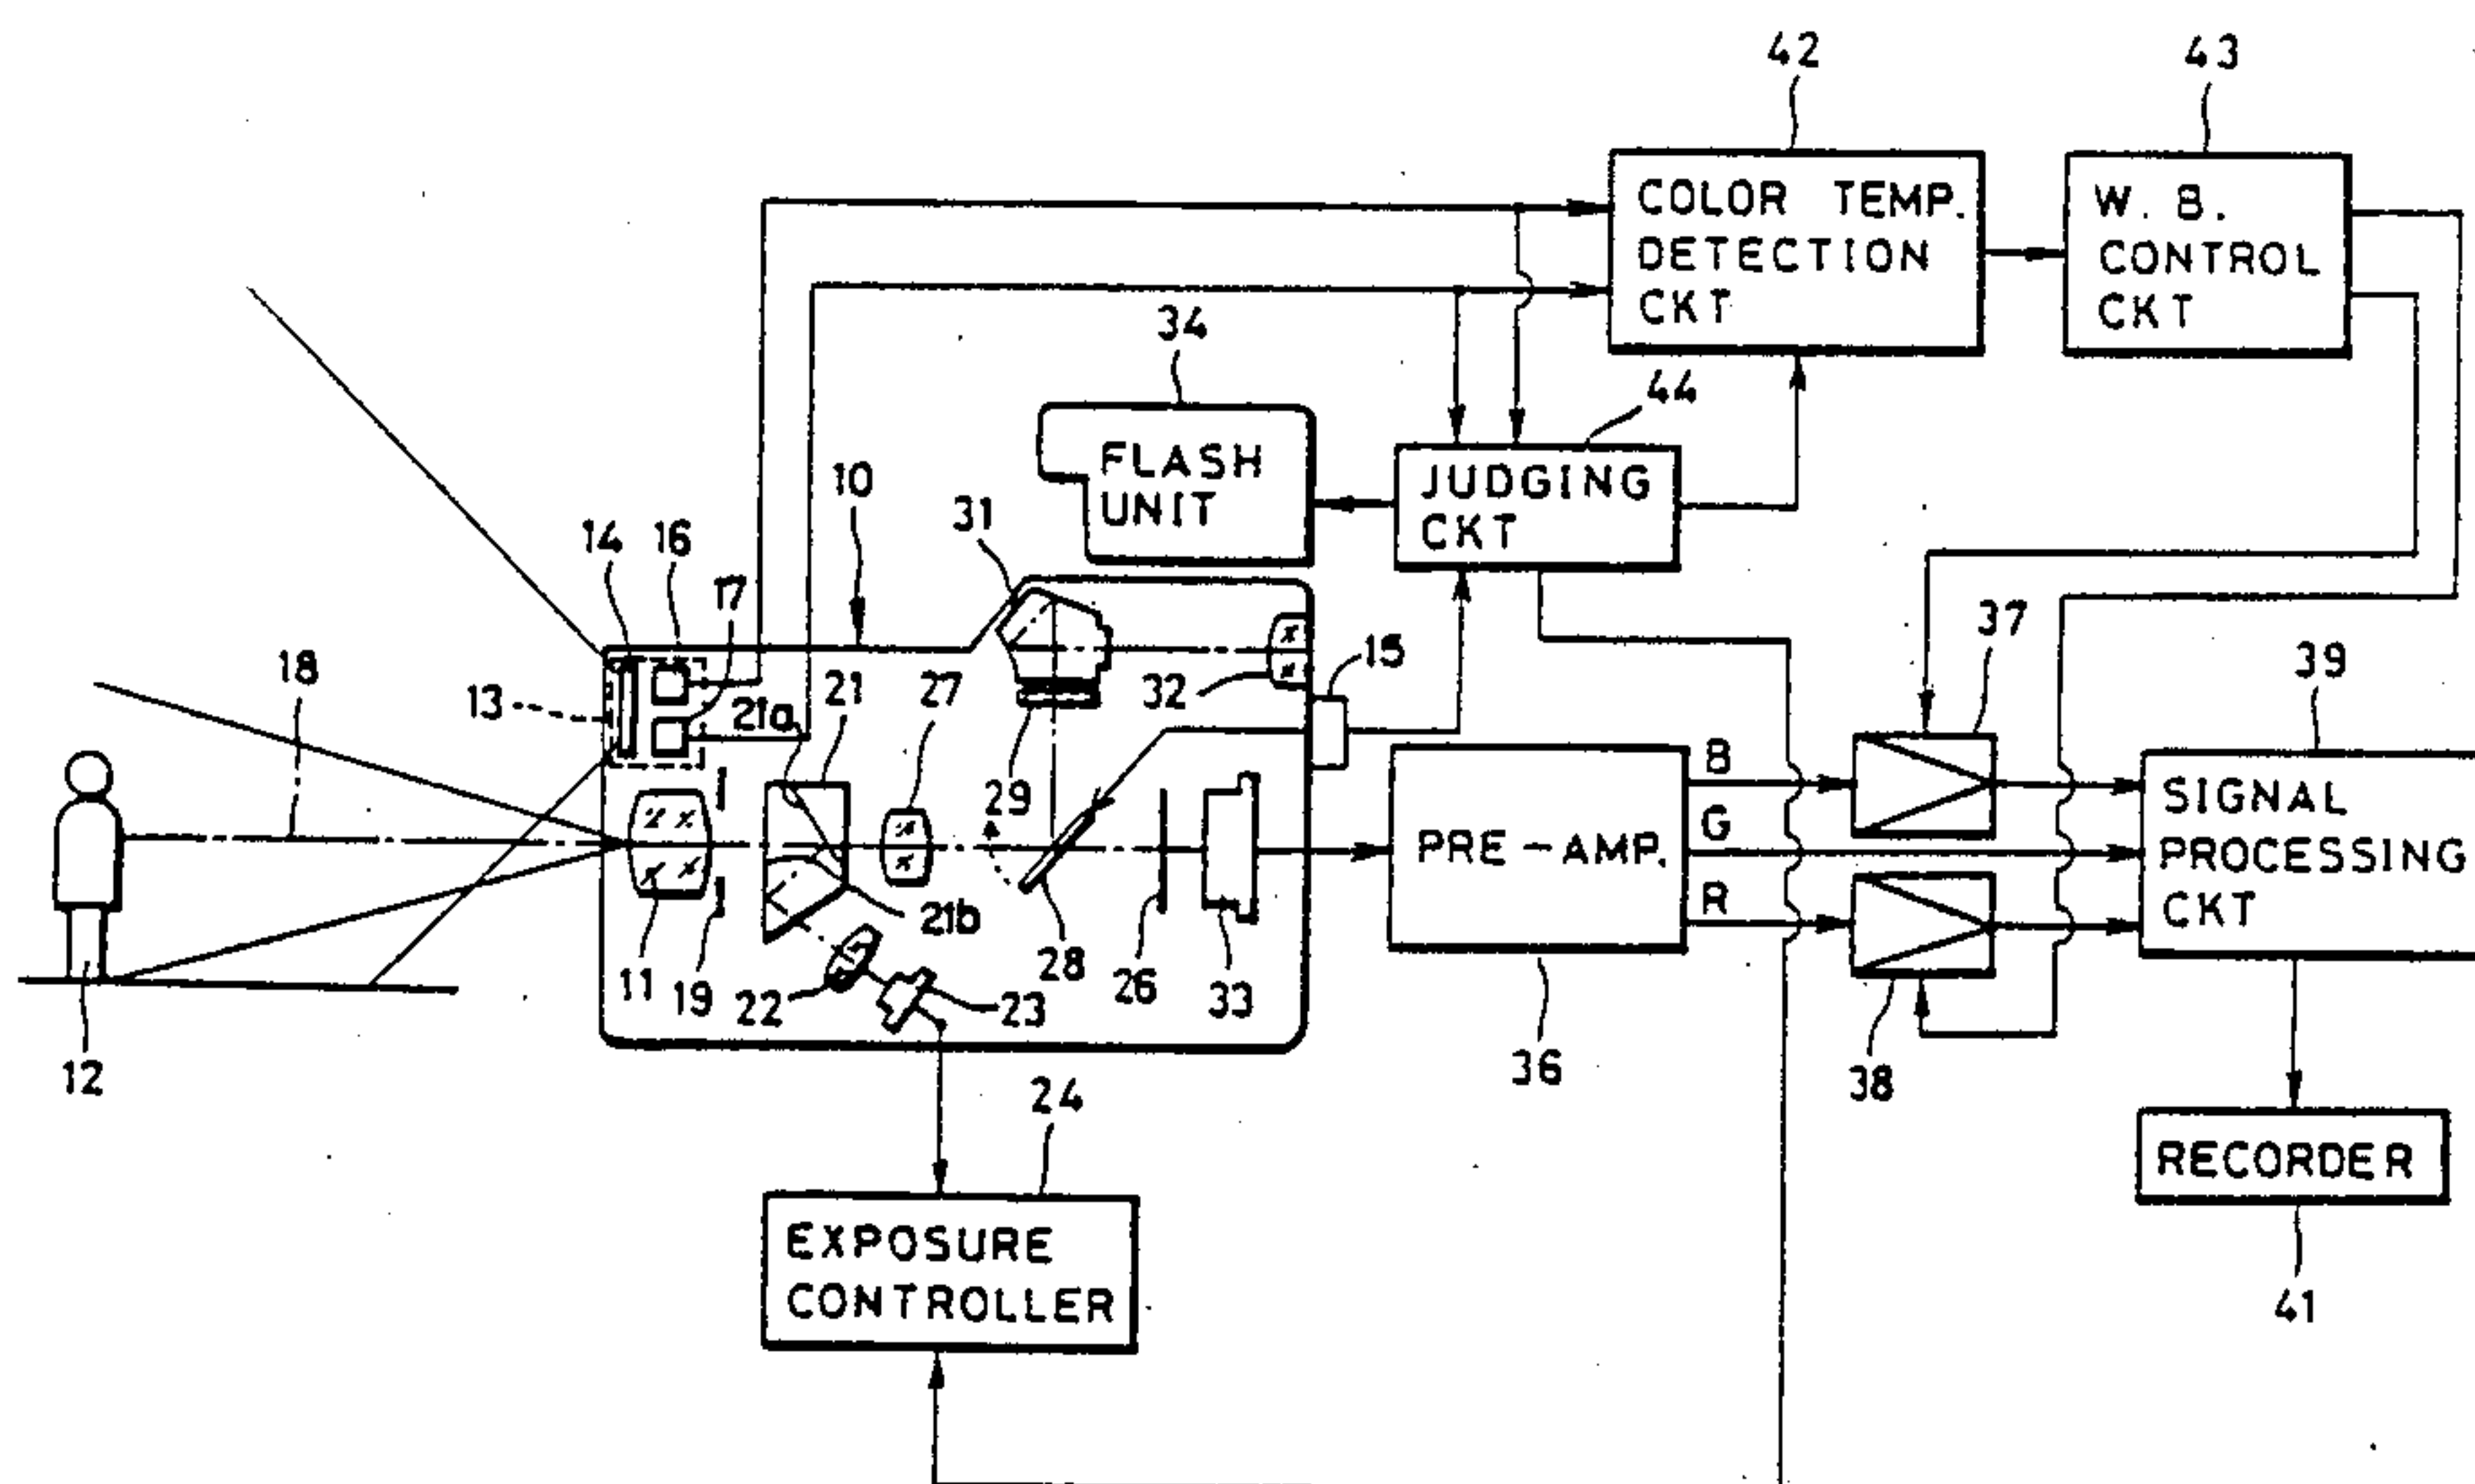 42
43
COLOR TEMP.
DETECTION
CKT
W. B.
CONTROL
CKT
34
44
FLASH
UNIT
JUDGING
CKT
10
31
14
16
17
37
18
13
21a
21
27
32
15
39
29
B
G
R
PRE-AMP.
SIGNAL
PROCESSING
CKT
21b
11
19
22
23
28
26
33
12
36
38
24
EXPOSURE
CONTROLLER
RECORDER
41